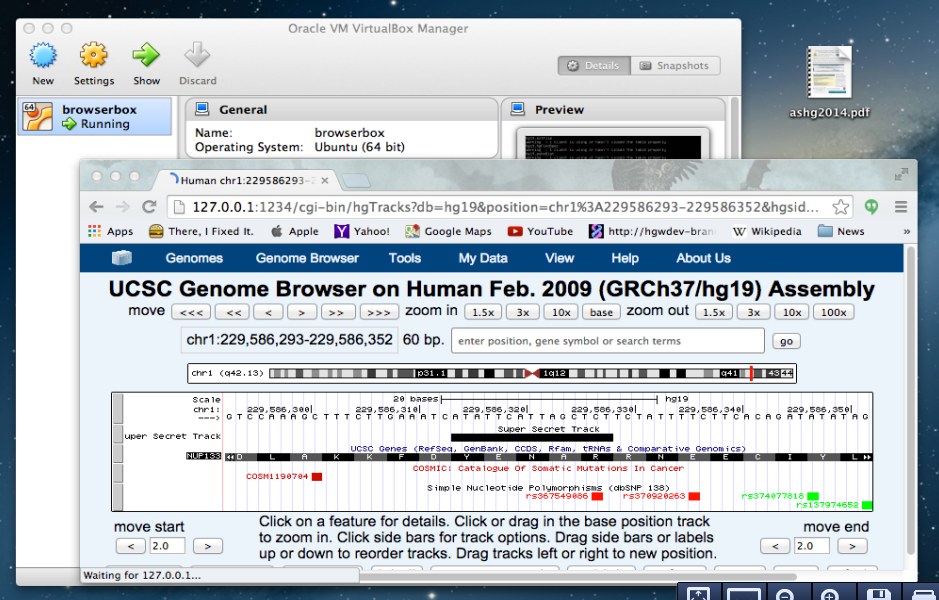 Oracle VM VirtualBox Manager
New Settings Show Discard
Details Snapshots
ashg2014.pdf
64 browserbox
Running
General
Name: browserbox
Operating System: Ubuntu (64 bit)
Preview
Human chr1:229586293-2
127.0.0.1:1234/cgi-bin/hgTracks?db=hg19&position=chr1%3A229586293-229586352&hgsid...
Apps There, I Fixed It. Apple Yahoo! Google Maps YouTube http://hgwdev-bran Wikipedia News »
Genomes Genome Browser Tools My Data View Help About Us
UCSC Genome Browser on Human Feb. 2009 (GRCh37/hg19) Assembly
move <<< << < > >> >>> zoom in 1.5x 3x 10x base zoom out 1.5x 3x 10x 100x
chr1:229,586,293-229,586,352 60 bp. enter position, gene symbol or search terms go
chr1 (q42.13) p31.1 1q12 q41 43 44
Scale 20 bases hg19
chr1: 229,586,300 229,586,310 229,586,320 229,586,330 229,586,340 229,586,350
---> G T C C A A A G C T T T C T T G A A A T C A T A T T C A T T A G C T C T T C T A T T T T C T T C A C A G A T A T A T A G
Super Secret Track
uper Secret Track
UCSC Genes (RefSeq, GenBank, CCDS, Rfam, tRNAs & Comparative Genomics)
NUP133 D L A K K F D Y E N A R R N E E C I Y L
COSMIC: Catalogue Of Somatic Mutations In Cancer
COSM1190704
Simple Nucleotide Polymorphisms (dbSNP 138)
rs367549086 rs370920263 rs374077818
rs137974652
move start Click on a feature for details. Click or drag in the base position track move end
< 2.0 > to zoom in. Click side bars for track options. Drag side bars or labels < 2.0 >
up or down to reorder tracks. Drag tracks left or right to new position.
Waiting for 127.0.0.1...